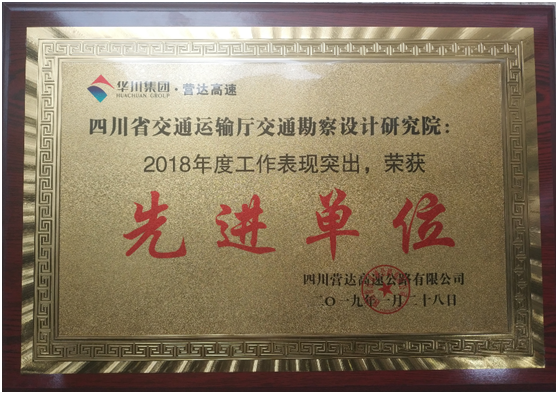 华川集团·营达高速
HUACHUAN GROUP
四川省交通运输厅交通勘察设计研究院：
2018年度工作表现突出，荣获
先进单位
四川营达高速公路有限公司
二〇一九年一月二十八日